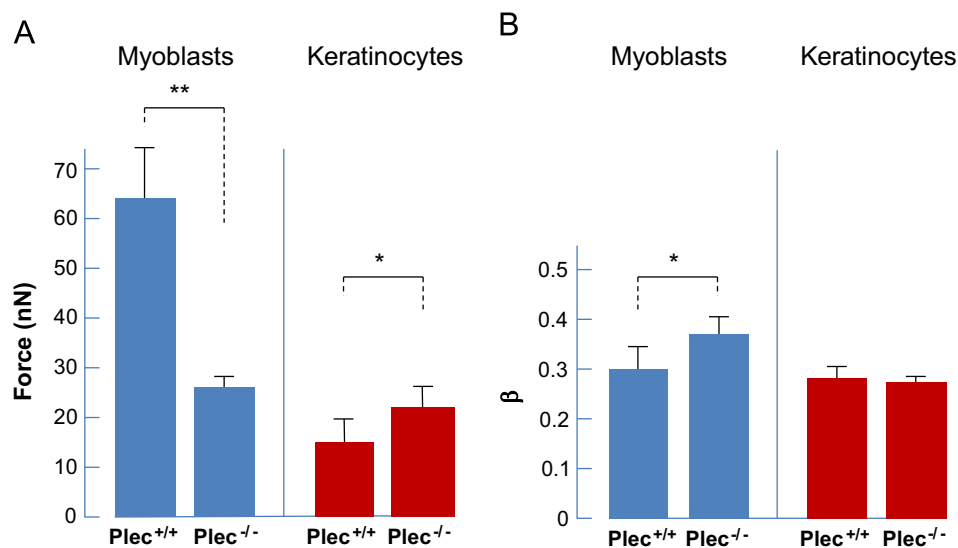 A
Myoblasts
Keratinocytes
**
*
Force (nN)
70
60
50
40
30
20
10
0
Plec+/+ Plec-/- Plec+/+ Plec-/-
B
Myoblasts
Keratinocytes
*
β
0.5
0.4
0.3
0.2
0.1
0
Plec+/+ Plec-/- Plec+/+ Plec-/-